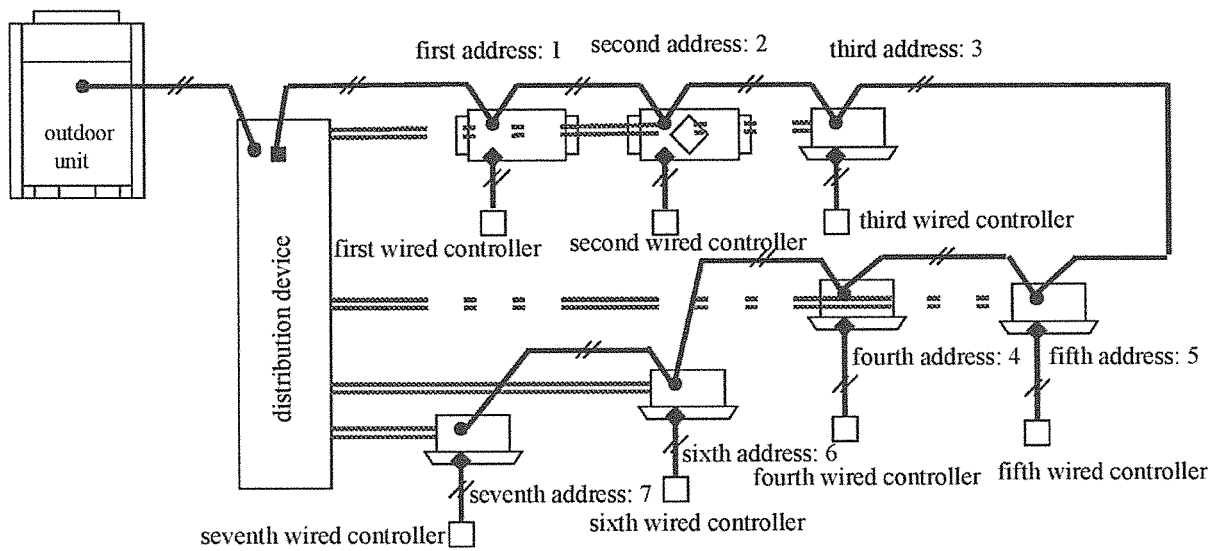 first address: 1
second address: 2
third address: 3
outdoor
unit
first wired controller
second wired controller
third wired controller
distribution device
fourth address: 4
fifth address: 5
sixth address: 6
fourth wired controller
fifth wired controller
seventh address: 7
sixth wired controller
seventh wired controller